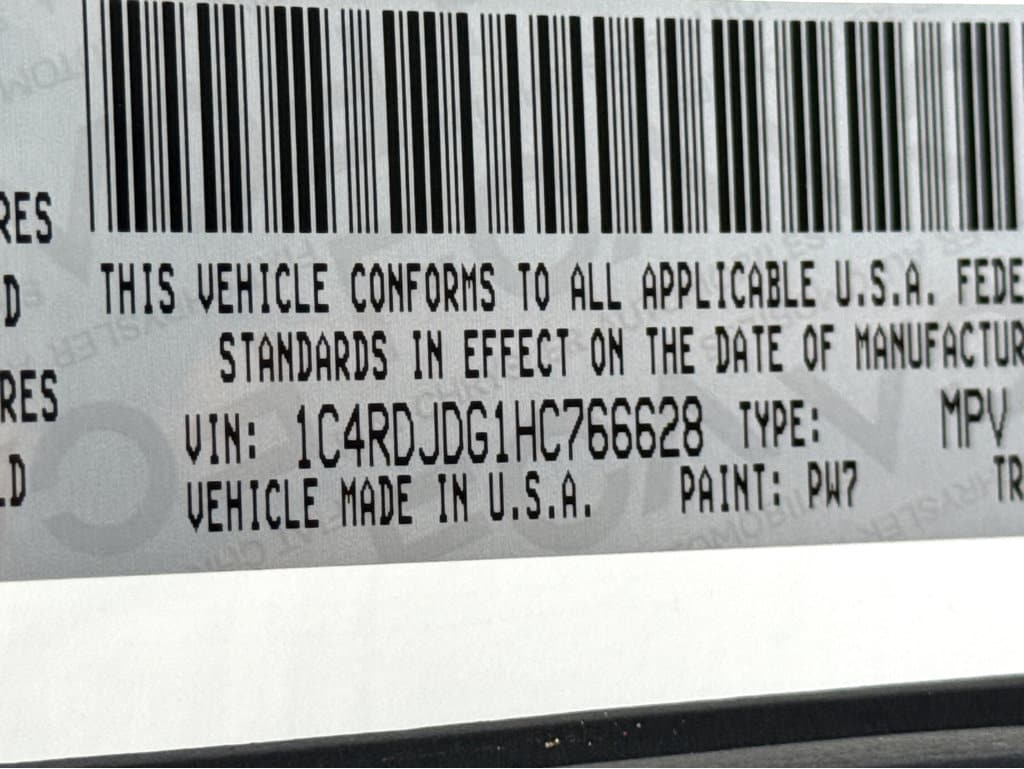 RES
THIS VEHICLE CONFORMS TO ALL APPLICABLE U.S.A. FEDE
D
STANDARDS IN EFFECT ON THE DATE OF MANUFACTUR
RES
VIN: 1C4RDJDG1HC766628 TYPE: MPV
LD
VEHICLE MADE IN U.S.A. PAINT: PW7 TR